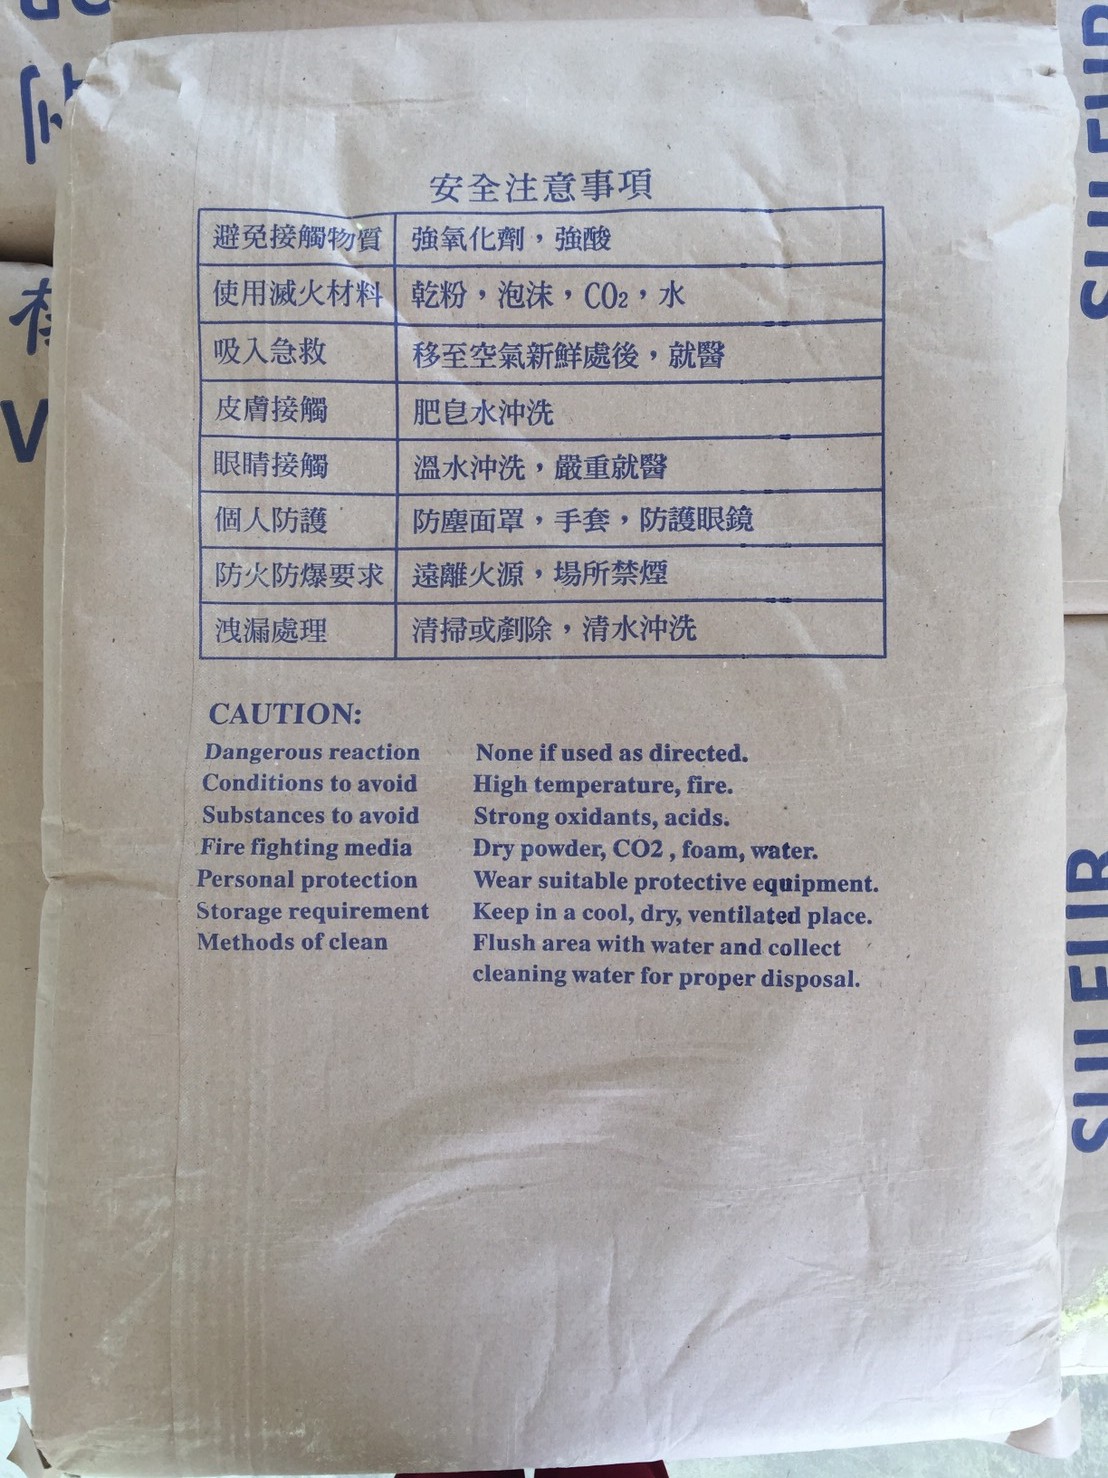 安全注意事項
避免接觸物質 強氧化劑，強酸
使用滅火材料 乾粉，泡沫，CO2，水
吸入急救 移至空氣新鮮處後，就醫
皮膚接觸 肥皂水沖洗
眼睛接觸 溫水沖洗，嚴重就醫
個人防護 防塵面罩，手套，防護眼鏡
防火防爆要求 遠離火源，場所禁煙
洩漏處理 清掃或剷除，清水沖洗
CAUTION:
Dangerous reaction None if used as directed.
Conditions to avoid High temperature, fire.
Substances to avoid Strong oxidants, acids.
Fire fighting media Dry powder, CO2 , foam, water.
Personal protection Wear suitable protective equipment.
Storage requirement Keep in a cool, dry, ventilated place.
Methods of clean Flush area with water and collect
cleaning water for proper disposal.